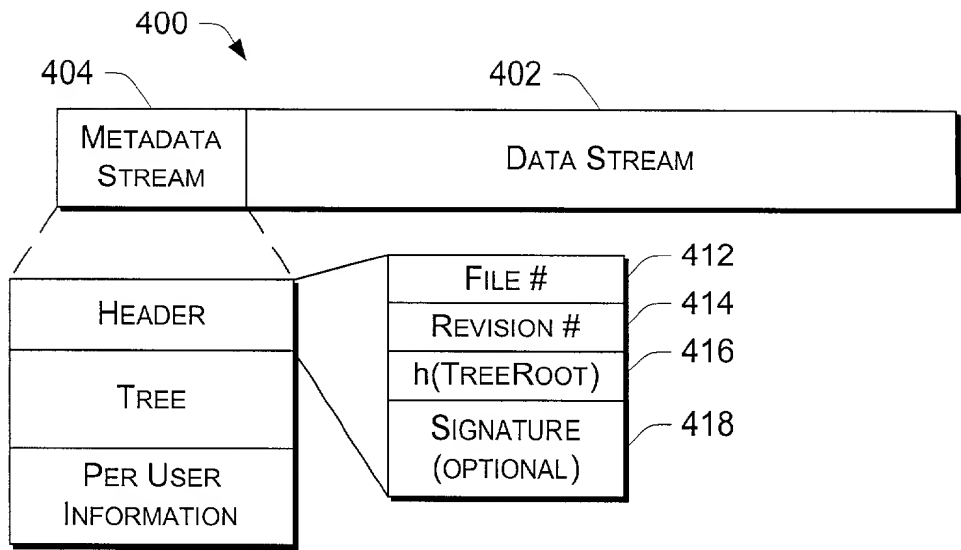 400
404
402
METADATA
STREAM
DATA STREAM
HEADER
TREE
PER USER
INFORMATION
FILE #
412
REVISION #
414
h(TREEROOT)
416
SIGNATURE
(OPTIONAL)
418